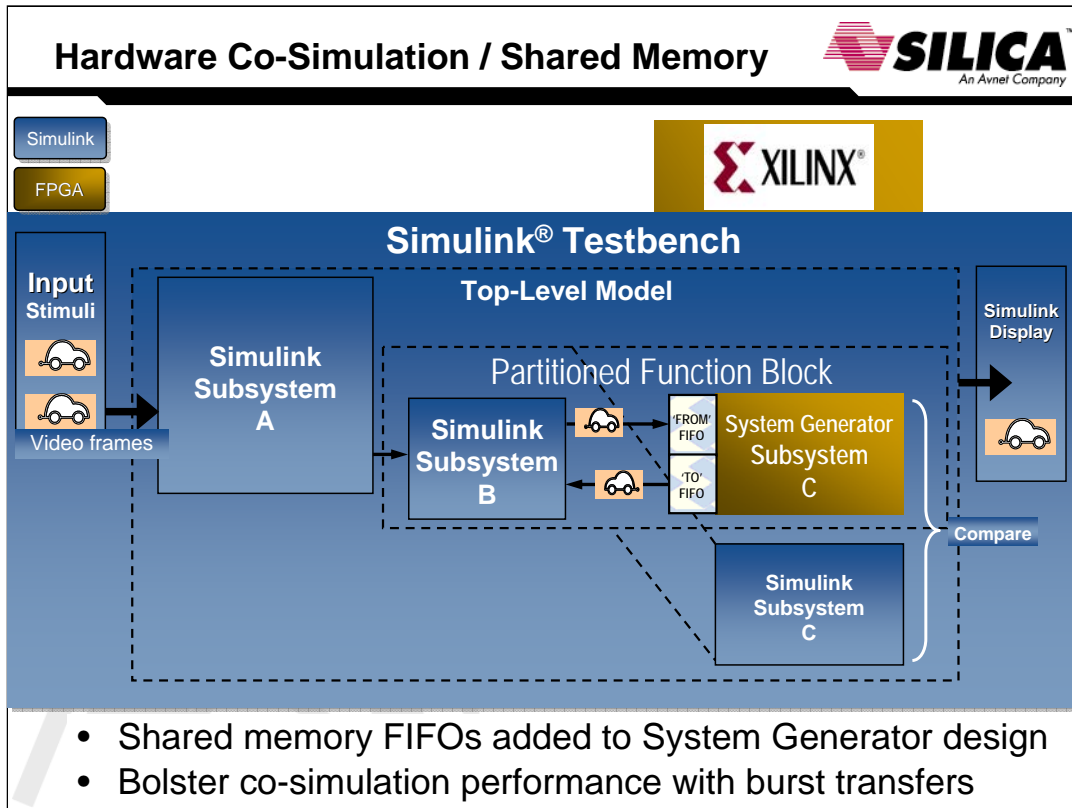 Hardware Co-Simulation / Shared Memory
SILICA™
An Avnet Company
Simulink
FPGA
XILINX®
Simulink® Testbench
Input
Stimuli
Video frames
Top-Level Model
Simulink
Subsystem
A
Partitioned Function Block
Simulink
Subsystem
B
'FROM'
FIFO
'TO'
FIFO
System Generator
Subsystem
C
Simulink
Subsystem
C
Compare
Simulink
Display
• Shared memory FIFOs added to System Generator design
• Bolster co-simulation performance with burst transfers